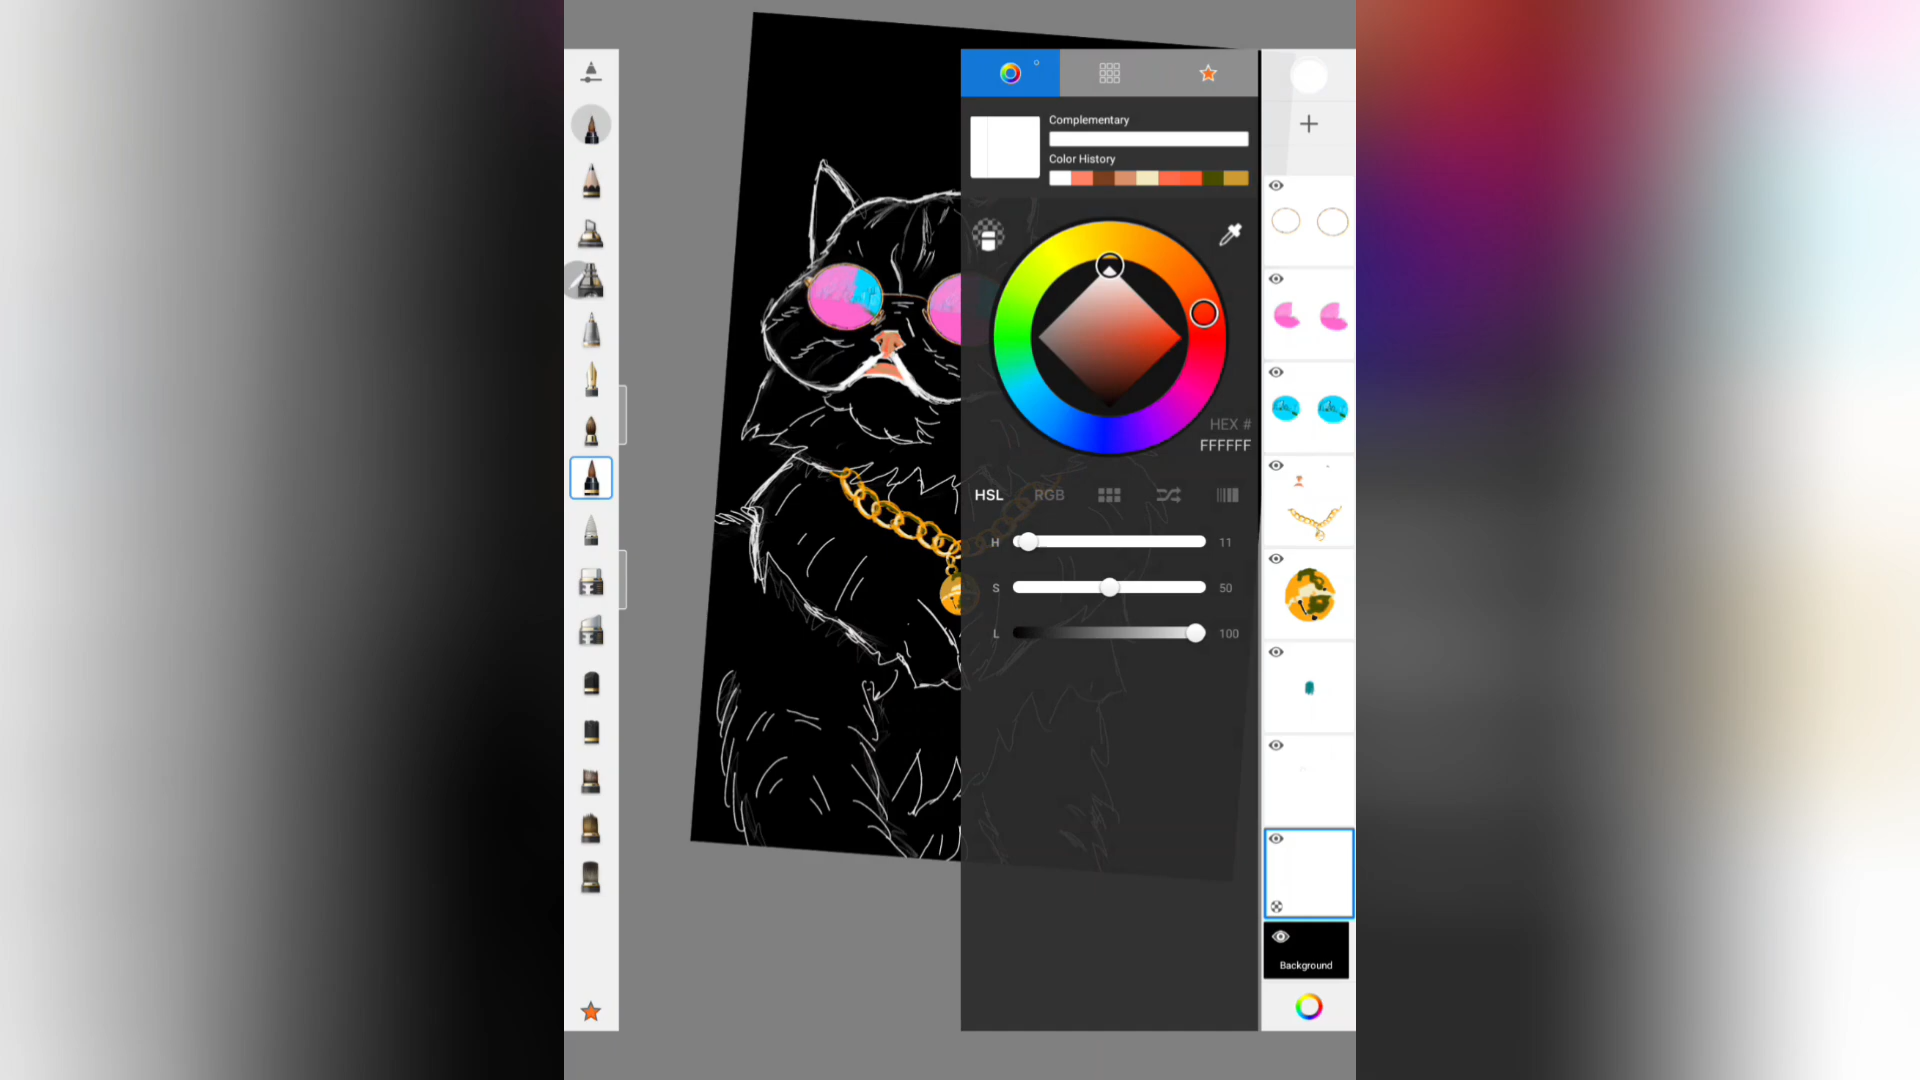 Complementary
Color History
HEX #
FFFFFF
HSL RGB
H 11
S 50
L 100
Background